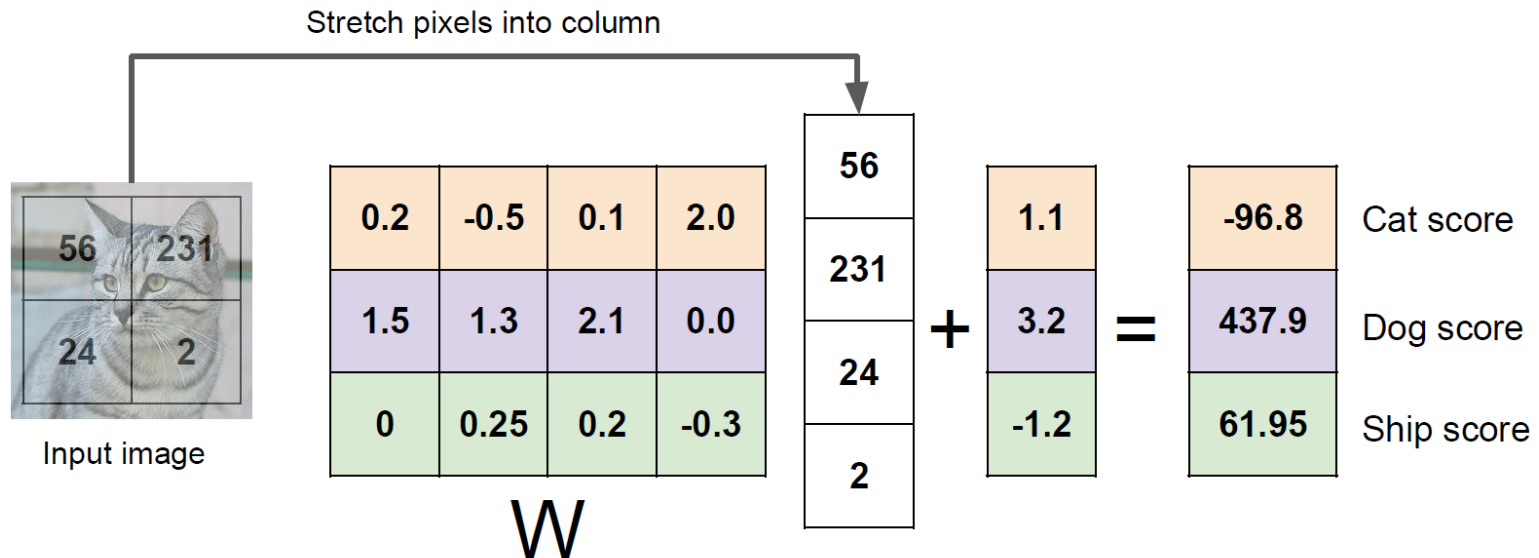 Stretch pixels into column
56 231
24 2
Input image
0.2 -0.5 0.1 2.0
1.5 1.3 2.1 0.0
0 0.25 0.2 -0.3
W
56
231
24
2
+
1.1
3.2
-1.2
=
-96.8 Cat score
437.9 Dog score
61.95 Ship score